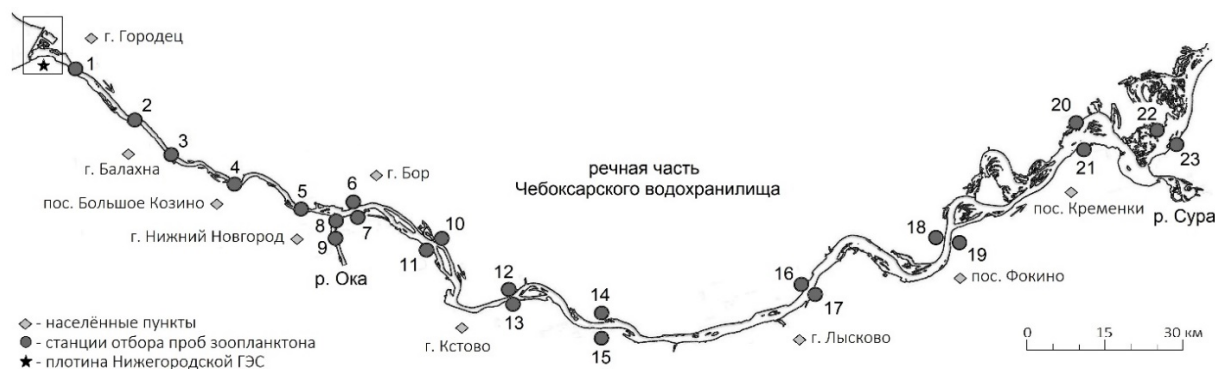 г. Городец
1
2
3
г. Балахна
4
пос. Большое Козино
5
6
г. Бор
7
8
г. Нижний Новгород
9
р. Ока
10
11
речная часть
Чебоксарского водохранилища
12
13
14
15
г. Кстово
16
17
г. Лысково
18
19
пос. Фокино
20
21
пос. Кременки
22
23
р. Сура
- населённые пункты
- станции отбора проб зоопланктона
- плотина Нижегородской ГЭС
0 15 30 км